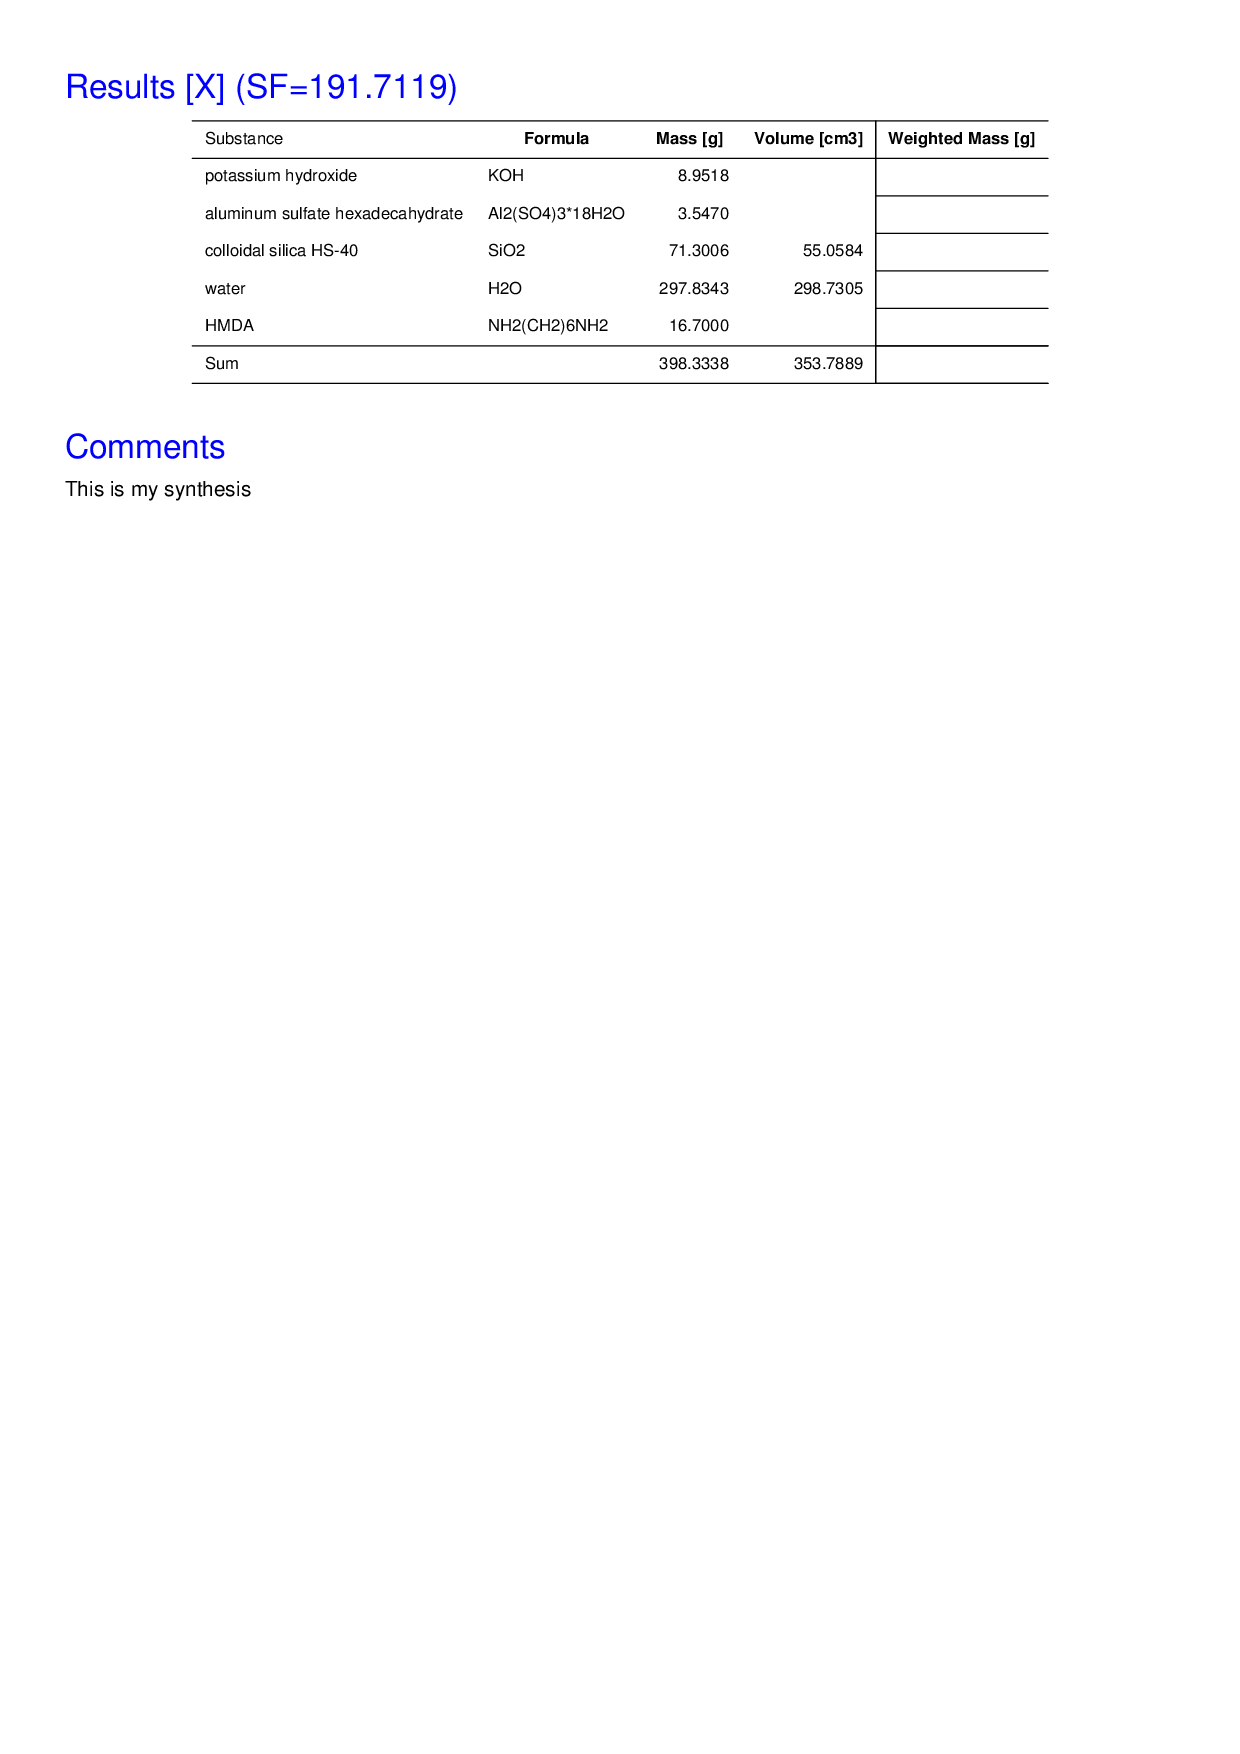 Results [X] (SF=191.7119)
Substance Formula Mass [g] Volume [cm3] Weighted Mass [g]
potassium hydroxide KOH 8.9518
aluminum sulfate hexadecahydrate Al2(SO4)3*18H2O 3.5470
colloidal silica HS-40 SiO2 71.3006 55.0584
water H2O 297.8343 298.7305
HMDA NH2(CH2)6NH2 16.7000
Sum 398.3338 353.7889
Comments
This is my synthesis